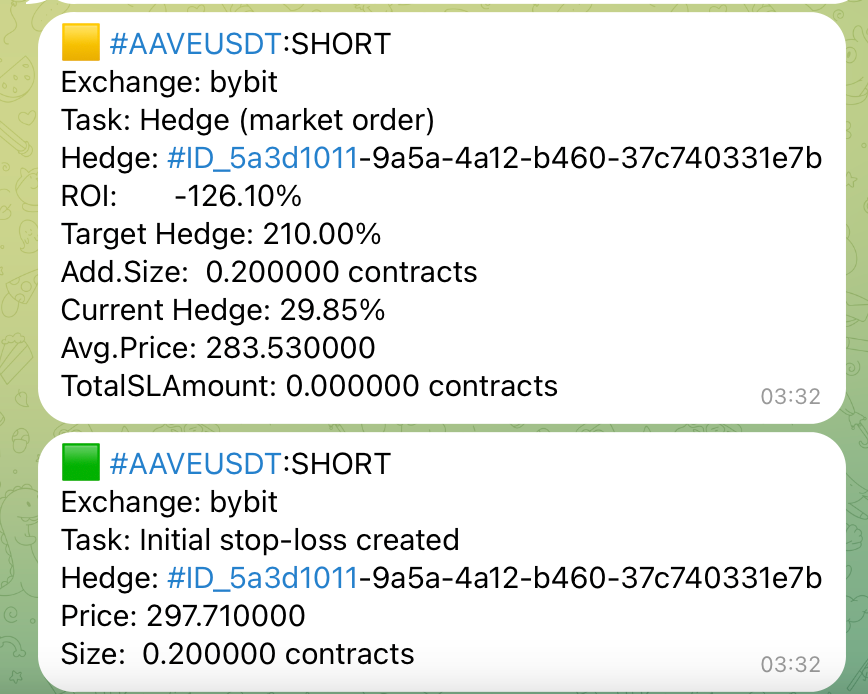 #AAVEUSDT:SHORT
Exchange: bybit
Task: Hedge (market order)
Hedge: #ID_5a3d1011-9a5a-4a12-b460-37c740331e7b
ROI: -126.10%
Target Hedge: 210.00%
Add.Size: 0.200000 contracts
Current Hedge: 29.85%
Avg.Price: 283.530000
TotalSLAmount: 0.000000 contracts
03:32
#AAVEUSDT:SHORT
Exchange: bybit
Task: Initial stop-loss created
Hedge: #ID_5a3d1011-9a5a-4a12-b460-37c740331e7b
Price: 297.710000
Size: 0.200000 contracts
03:32